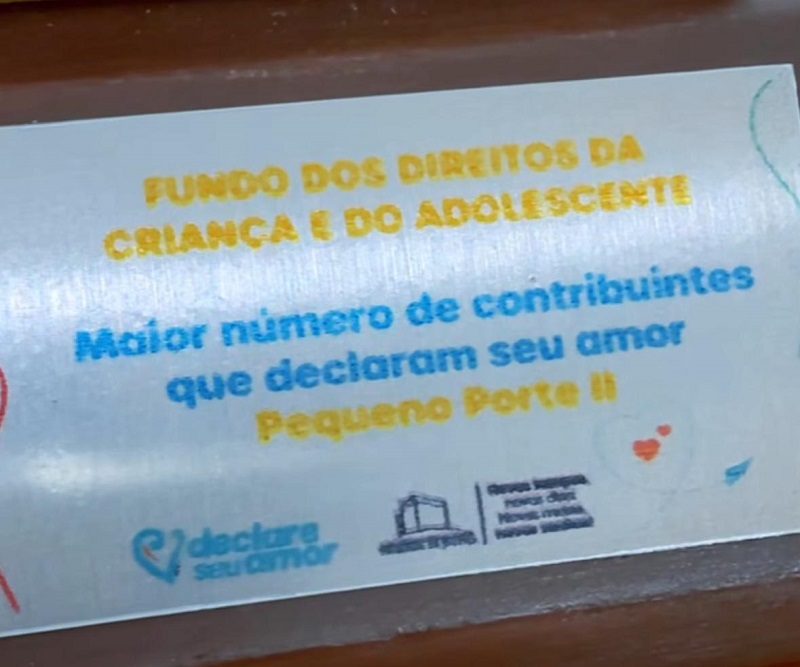 FUNDO DOS DIREITOS DA
CRIANÇA E DO ADOLESCENTE
Maior número de contribuintes
que declaram seu amor
Pequeno Porte II
declare
seu amor